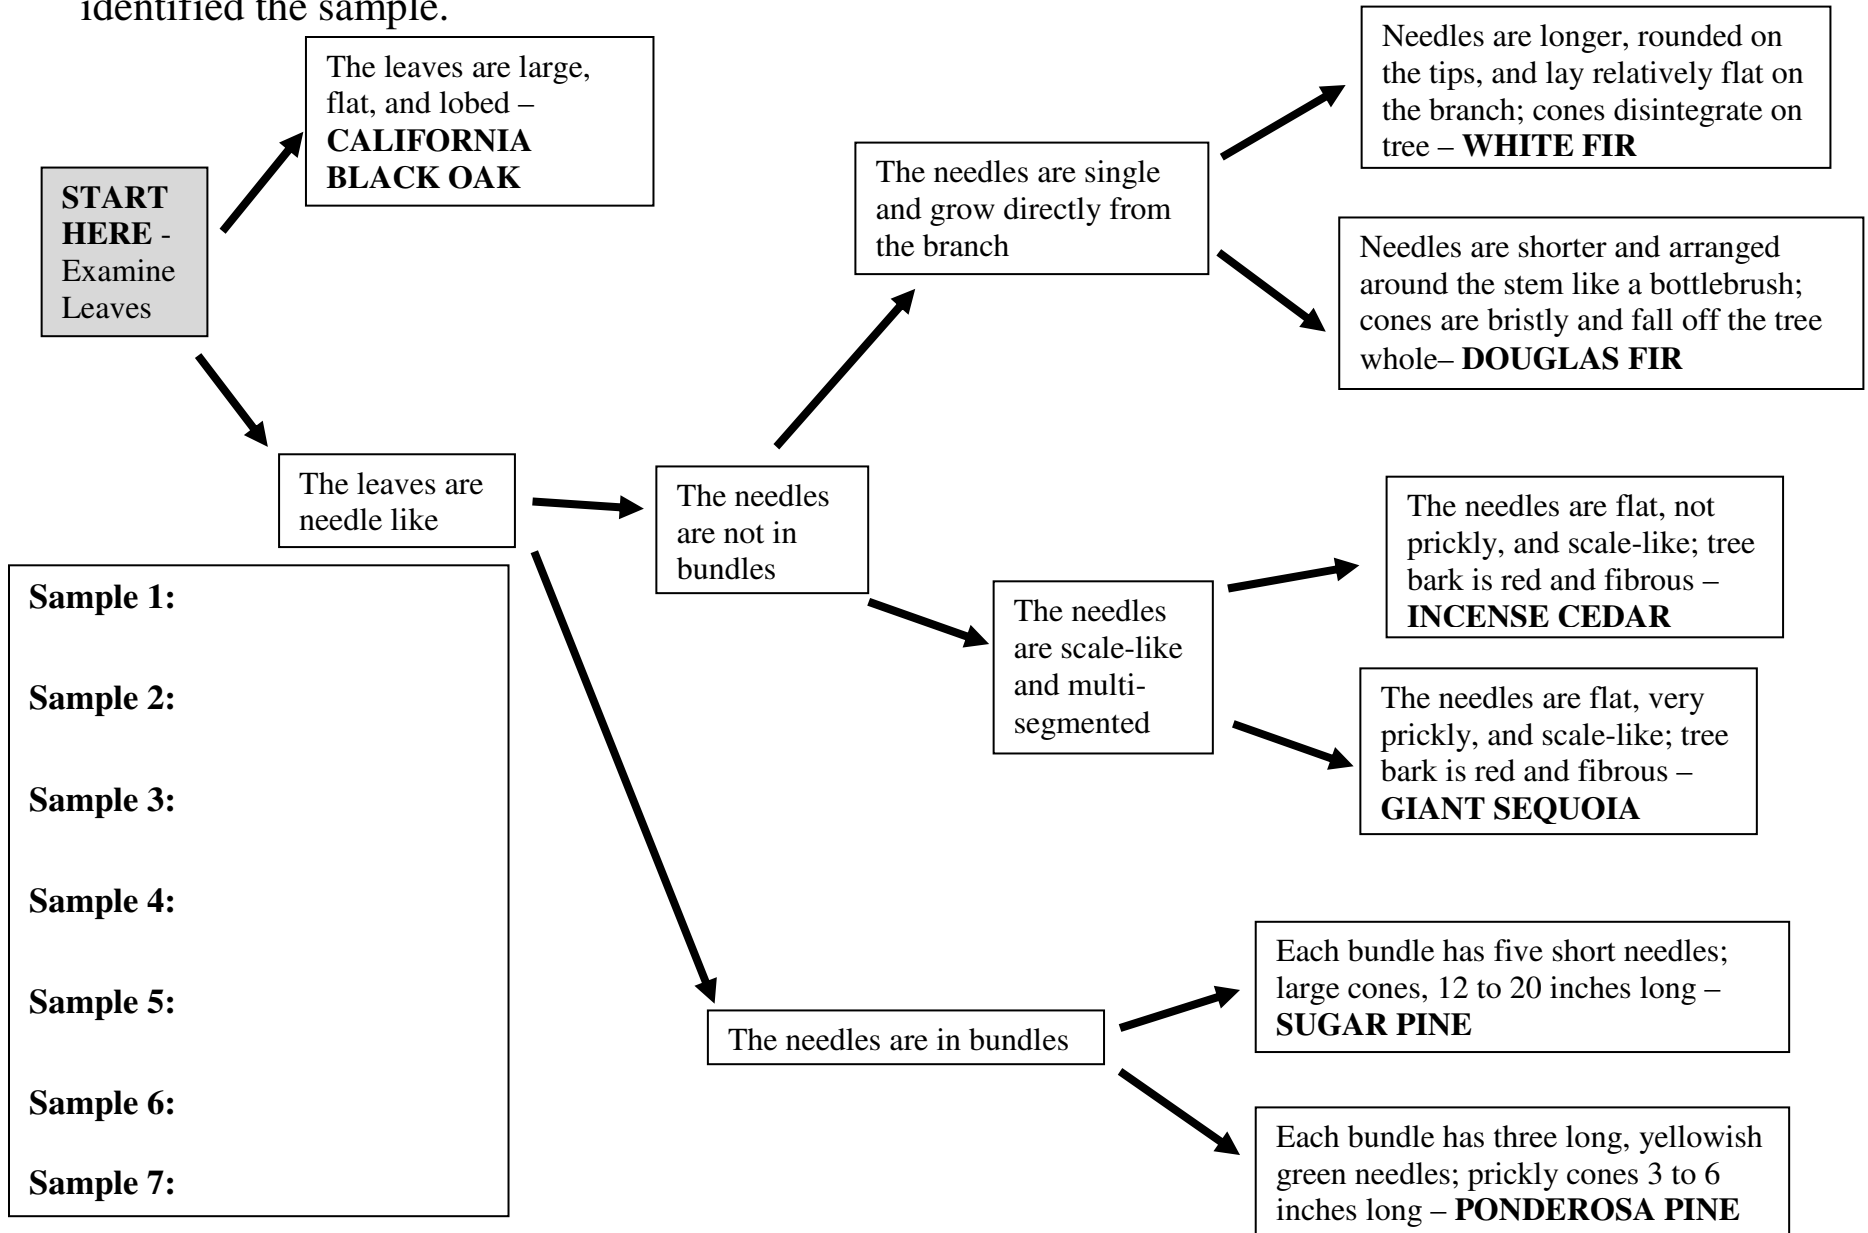 identified the sample.
The leaves are large,
flat, and lobed –
CALIFORNIA
BLACK OAK
START
HERE -
Examine
Leaves
The leaves are
needle like
The needles
are not in
bundles
The needles are single
and grow directly from
the branch
Needles are longer, rounded on
the tips, and lay relatively flat on
the branch; cones disintegrate on
tree – WHITE FIR
Needles are shorter and arranged
around the stem like a bottlebrush;
cones are bristly and fall off the tree
whole– DOUGLAS FIR
The needles
are scale-like
and multi-
segmented
The needles are flat, not
prickly, and scale-like; tree
bark is red and fibrous –
INCENSE CEDAR
The needles are flat, very
prickly, and scale-like; tree
bark is red and fibrous –
GIANT SEQUOIA
The needles are in bundles
Each bundle has five short needles;
large cones, 12 to 20 inches long –
SUGAR PINE
Each bundle has three long, yellowish
green needles; prickly cones 3 to 6
inches long – PONDEROSA PINE
Sample 1:
Sample 2:
Sample 3:
Sample 4:
Sample 5:
Sample 6:
Sample 7: